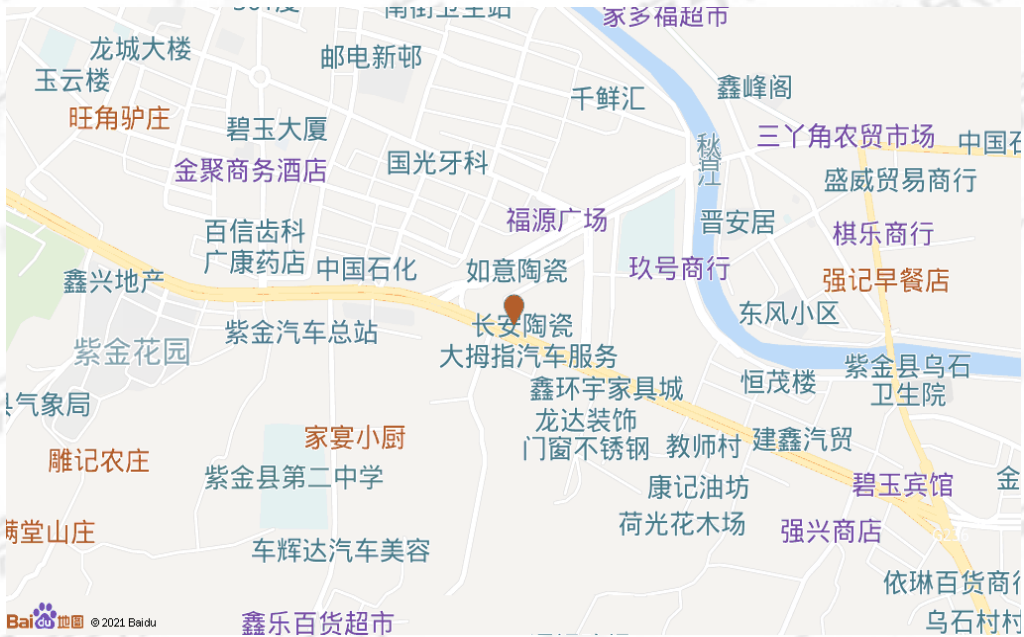 南街卫生站
家多福超市
龙城大楼
邮电新邨
玉云楼
鑫峰阁
千鲜汇
旺角驴庄
碧玉大厦
三丫角农贸市场
中国石
秋香江
国光牙科
金聚商务酒店
盛威贸易商行
福源广场
晋安居
百信齿科
棋乐商行
广康药店
中国石化
如意陶瓷
玖号商行
鑫兴地产
强记早餐店
长安陶瓷
东风小区
紫金汽车总站
紫金花园
大拇指汽车服务
紫金县乌石
卫生院
恒茂楼
鑫环宇家具城
县气象局
龙达装饰
家宴小厨
门窗不锈钢
教师村
建鑫汽贸
雕记农庄
紫金县第二中学
康记油坊
碧玉宾馆
金
荷光花木场
强兴商店
满堂山庄
G236
车辉达汽车美容
依琳百货商行
鑫乐百货超市
乌石村村
Bai du 地图 © 2021 Baidu